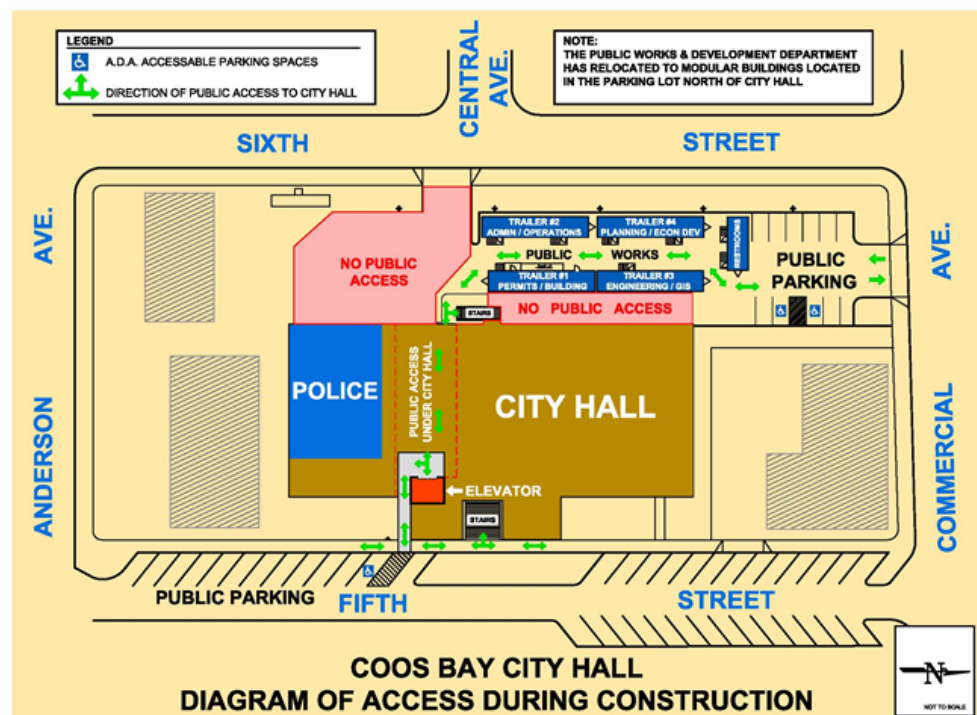 LEGEND
A.D.A. ACCESSABLE PARKING SPACES
DIRECTION OF PUBLIC ACCESS TO CITY HALL
CENTRAL
AVE.
NOTE:
THE PUBLIC WORKS & DEVELOPMENT DEPARTMENT
HAS RELOCATED TO MODULAR BUILDINGS LOCATED
IN THE PARKING LOT NORTH OF CITY HALL
SIXTH
STREET
AVE.
AVE.
NO PUBLIC
ACCESS
TRAILER #2
ADMIN / OPERATIONS
TRAILER #4
PLANNING / ECON DEV
RESTROOMS
PUBLIC WORKS
PUBLIC
PARKING
TRAILER #1
PERMITS / BUILDING
TRAILER #3
ENGINEERING / GIS
NO PUBLIC ACCESS
STAIRS
POLICE
PUBLIC ACCESS
UNDER CITY HALL
CITY HALL
ANDERSON
COMMERCIAL
ELEVATOR
STAIRS
PUBLIC PARKING
FIFTH
STREET
COOS BAY CITY HALL
DIAGRAM OF ACCESS DURING CONSTRUCTION
N
NOT TO SCALE